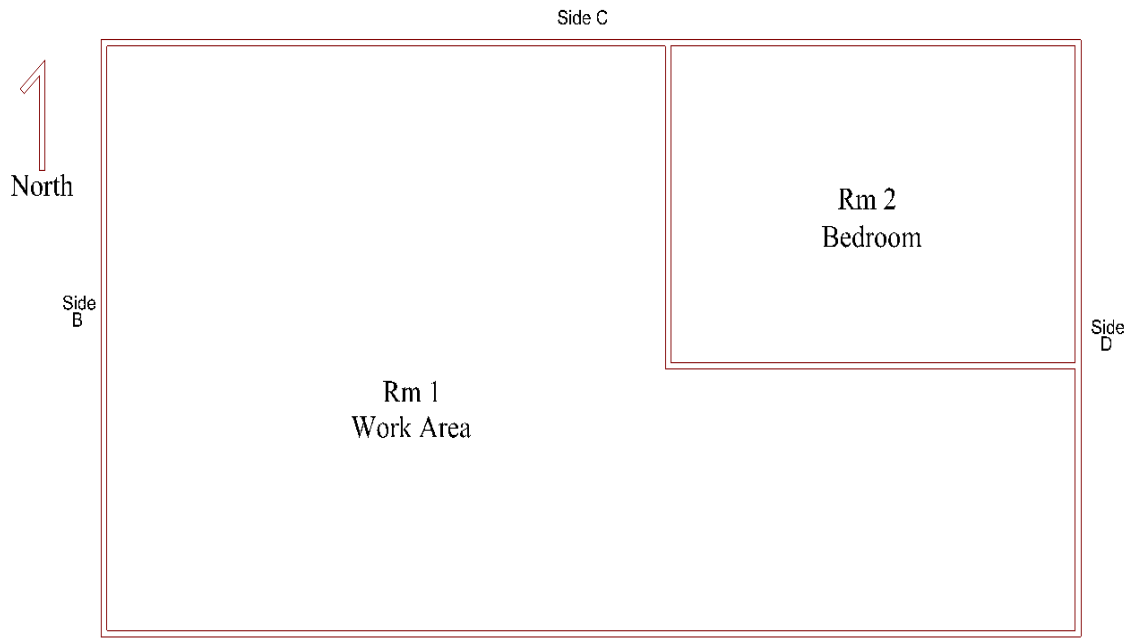 Side C
North
Rm 2
Bedroom
Side
B
Side
D
Rm 1
Work Area